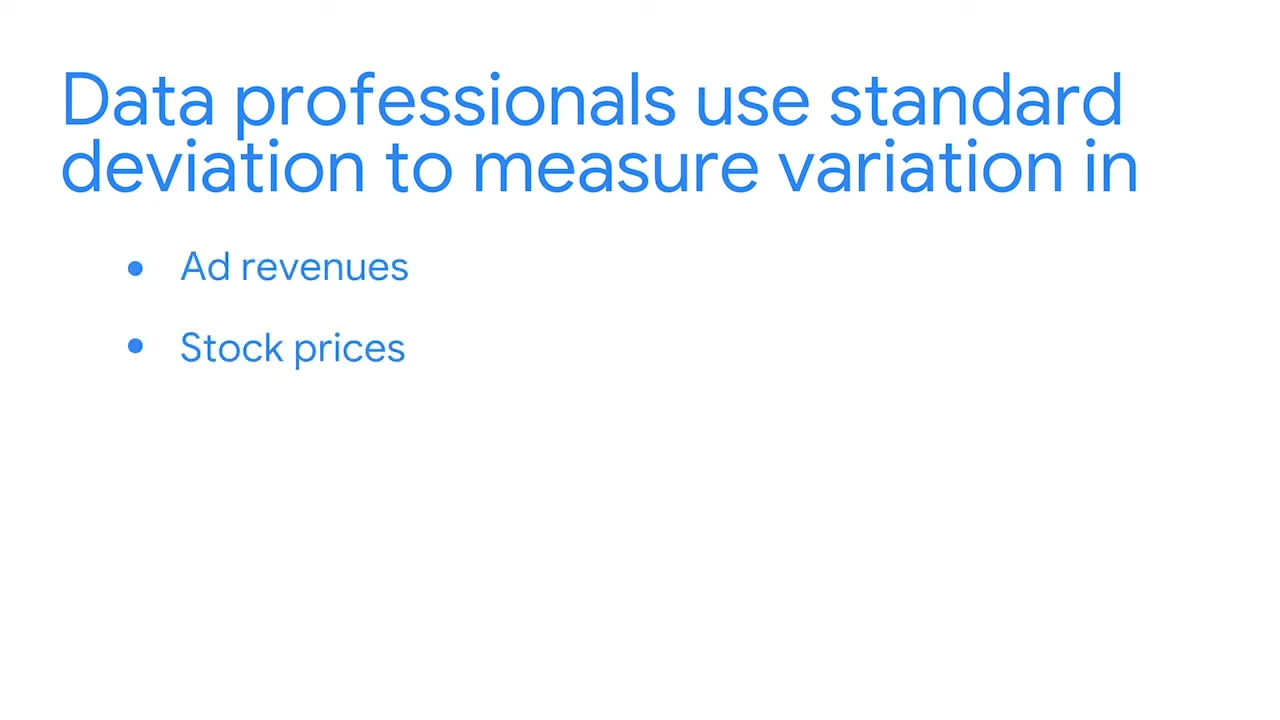 Data professionals use standard
deviation to measure variation in
• Ad revenues
• Stock prices